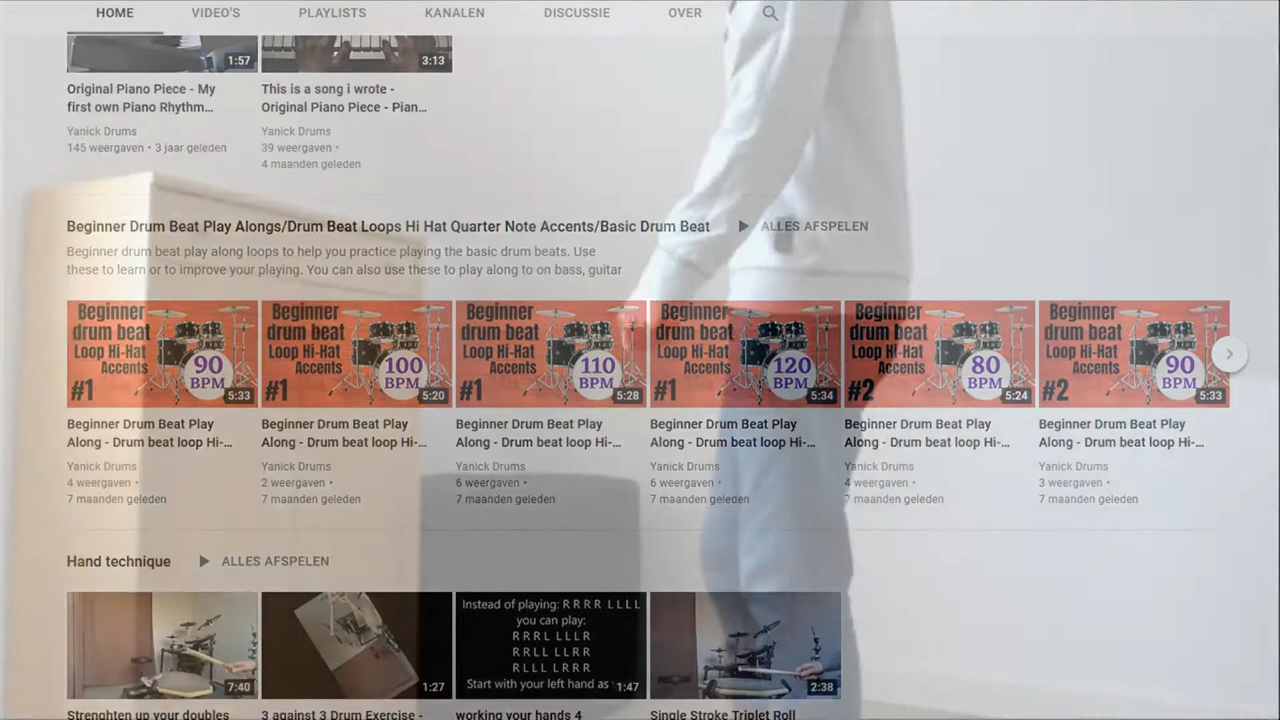 HOME VIDEO'S PLAYLISTS KANALEN DISCUSSIE OVER
1:57
3:13
Original Piano Piece - My
first own Piano Rhythm...
Yanick Drums
145 weergaven • 3 jaar geleden
This is a song i wrote -
Original Piano Piece - Pian...
Yanick Drums
39 weergaven •
4 maanden geleden
Beginner Drum Beat Play Alongs/Drum Beat Loops Hi Hat Quarter Note Accents/Basic Drum Beat ALLES AFSPELEN
Beginner drum beat play along loops to help you practice playing the basic drum beats. Use
these to learn or to improve your playing. You can also use these to play along to on bass, guitar
Beginner
drum beat
Loop Hi-Hat
Accents
#1
90
BPM
5:33
Beginner Drum Beat Play
Along - Drum beat loop Hi-...
Yanick Drums
4 weergaven •
7 maanden geleden
Beginner
drum beat
Loop Hi-Hat
Accents
#1
100
BPM
5:20
Beginner Drum Beat Play
Along - Drum beat loop Hi-...
Yanick Drums
2 weergaven •
7 maanden geleden
Beginner
drum beat
Loop Hi-Hat
Accents
#1
110
BPM
5:28
Beginner Drum Beat Play
Along - Drum beat loop Hi-...
Yanick Drums
6 weergaven •
7 maanden geleden
Beginner
drum beat
Loop Hi-Hat
Accents
#1
120
BPM
5:34
Beginner Drum Beat Play
Along - Drum beat loop Hi-...
Yanick Drums
6 weergaven •
7 maanden geleden
Beginner
drum beat
Loop Hi-Hat
Accents
#2
80
BPM
5:24
Beginner Drum Beat Play
Along - Drum beat loop Hi-...
Yanick Drums
4 weergaven •
7 maanden geleden
Beginner
drum beat
Loop Hi-Hat
Accents
#2
90
BPM
5:33
Beginner Drum Beat Play
Along - Drum beat loop Hi-...
Yanick Drums
3 weergaven •
7 maanden geleden
Hand technique ALLES AFSPELEN
7:40
Strenghten up your doubles
1:27
3 against 3 Drum Exercise -
Instead of playing: R R R R L L L L
you can play:
R R R L L L L R
R R L L L L R R
R L L L L R R R
Start with your left hand as
1:47
working your hands 4
2:38
Single Stroke Triplet Roll